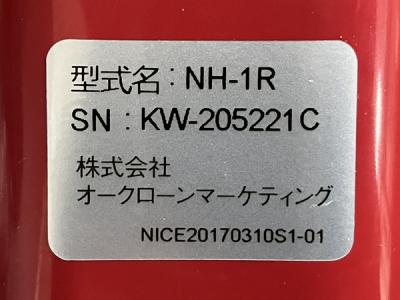 型式名：NH-1R
SN：KW-205221C
株式会社
オークローンマーケティング
NICE20170310S1-01